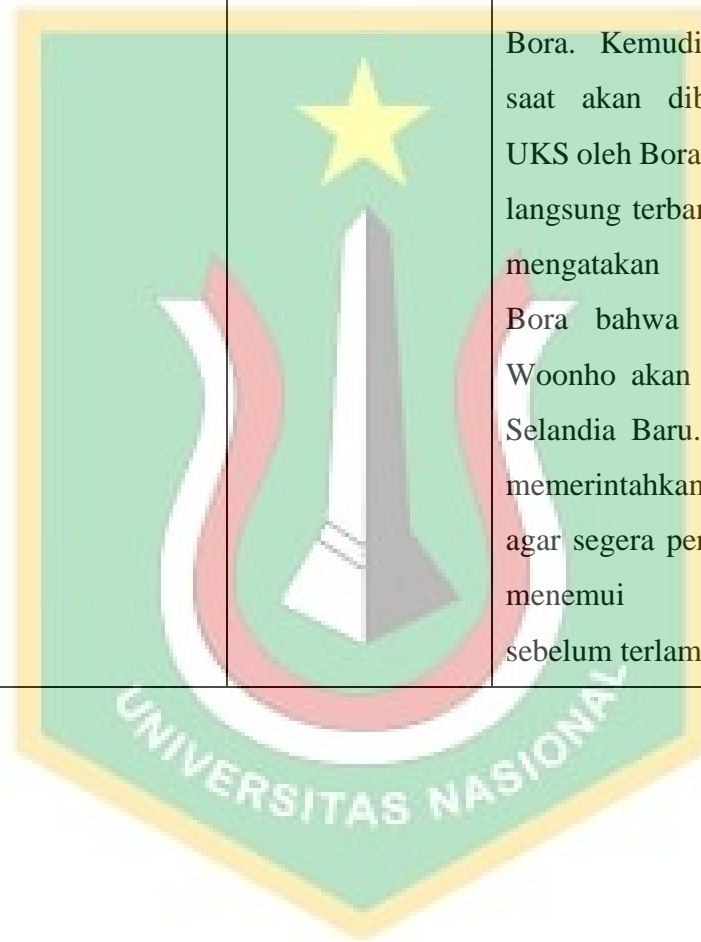 Bora. Kemudi
saat akan dib
UKS oleh Bora
langsung terba
mengatakan
Bora bahwa
Woonho akan
Selandia Baru.
memerintahkan
agar segera pe
menemui
sebelum terlam
UNIVERSITAS NASIONAL